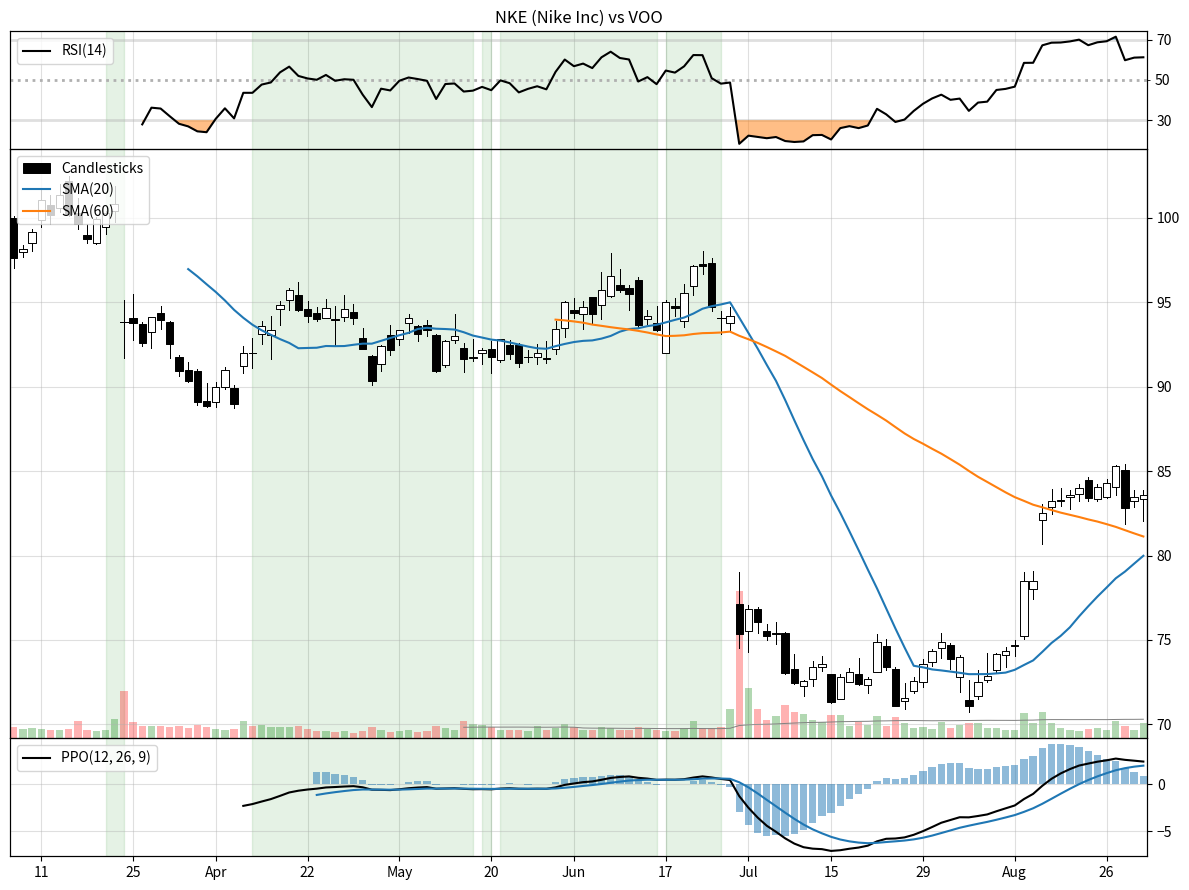 NKE (Nike Inc) vs VOO
RSI(14)
70
50
30
Candlesticks
SMA(20)
SMA(60)
100
95
90
85
80
75
70
PPO(12, 26, 9)
0
−5
11 25 Apr 22 May 20 Jun 17 Jul 15 29 Aug 26